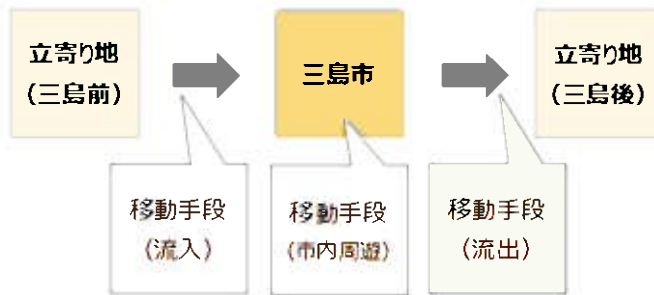 立寄り地
(三島前)
三島市
立寄り地
(三島後)
移動手段
(流入)
移動手段
(市内周遊)
移動手段
(流出)